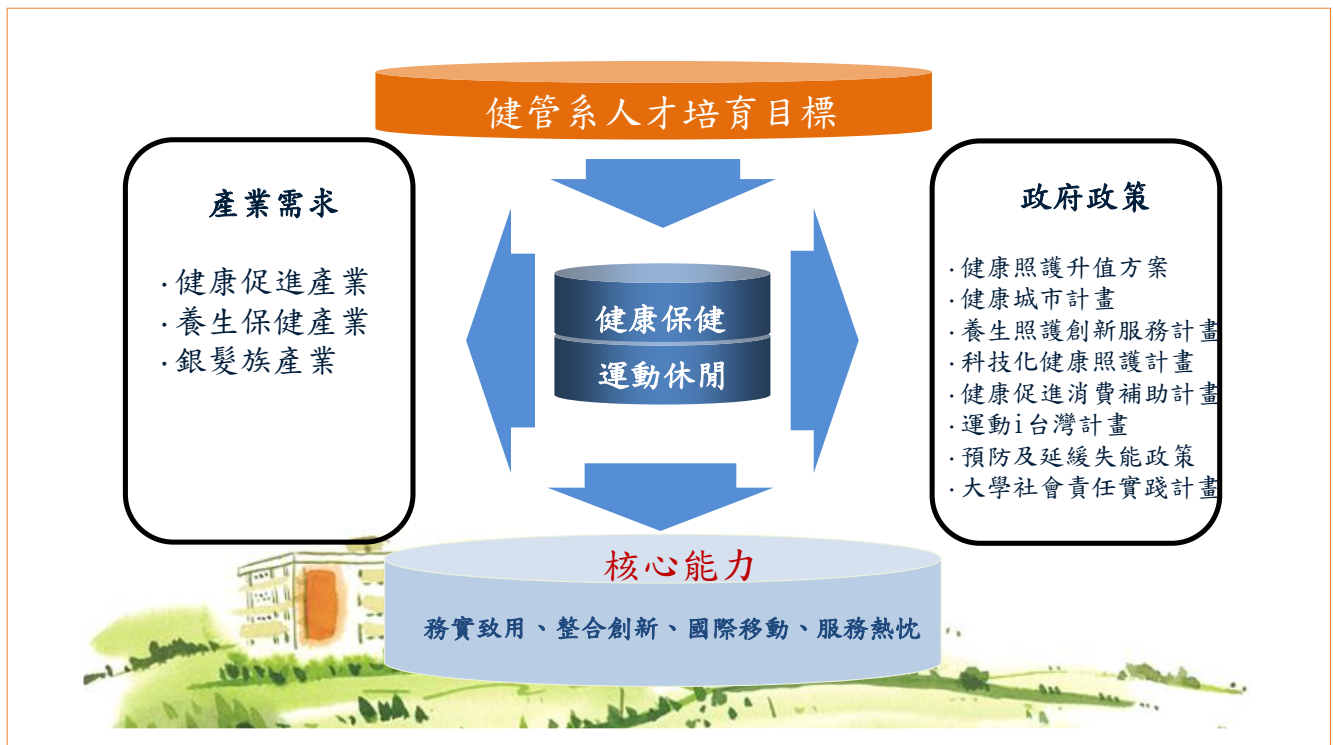 健管系人才培育目標
產業需求
·健康促進產業
·養生保健產業
·銀髮族產業
健康保健
運動休閒
政府政策
·健康照護升值方案
·健康城市計畫
·養生照護創新服務計畫
·科技化健康照護計畫
·健康促進消費補助計畫
·運動i台灣計畫
·預防及延緩失能政策
·大學社會責任實踐計畫
核心能力
務實致用、整合創新、國際移動、服務熱忱